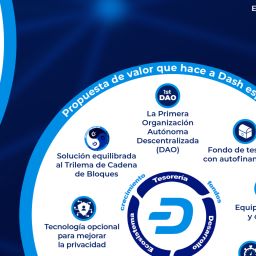 E
Propuesta de valor que hace a Dash es
1st
DAO
La Primera
Organización
Autónoma
Descentralizada
(DAO)
Solución equilibrada
al Trilema de Cadena
de Bloques
Fondo de tes
con autofinan
Tecnología opcional
para mejorar
la privacidad
Equip
y c
crecimiento
Tesorería
fondos
Ecosistema
Desarrollo